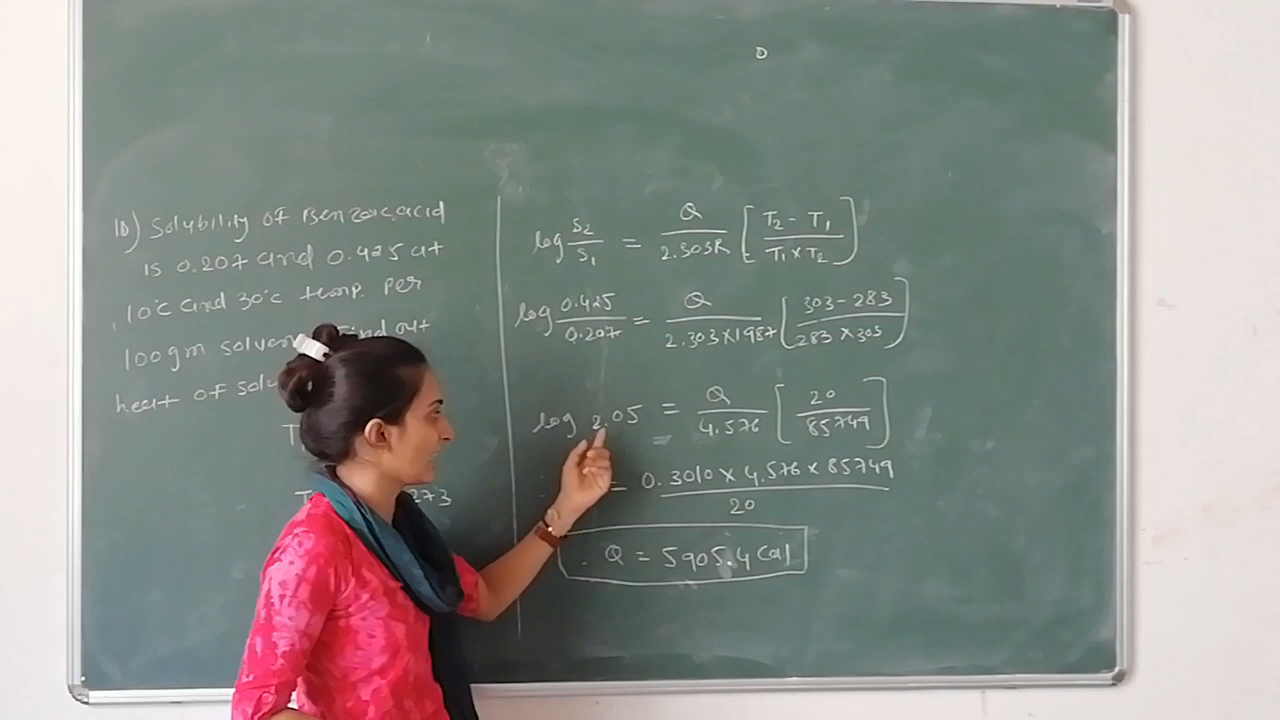 10) Solubility of Benzoic acid
is 0.207 and 0.425 at
10°C and 30°C temp. per
100gm solven Find out
heat of solu
T
T 273
D
log S₂/S₁ = Q/2.303R [T₂ - T₁/T₁ × T₂]
log 0.425/0.207 = Q/2.303×1987 [303 - 283/283 × 303]
log 2.05 = Q/4.576 [20/85749]
= 0.3010 × 4.576 × 85749/20
Q = 5905.4 Cal